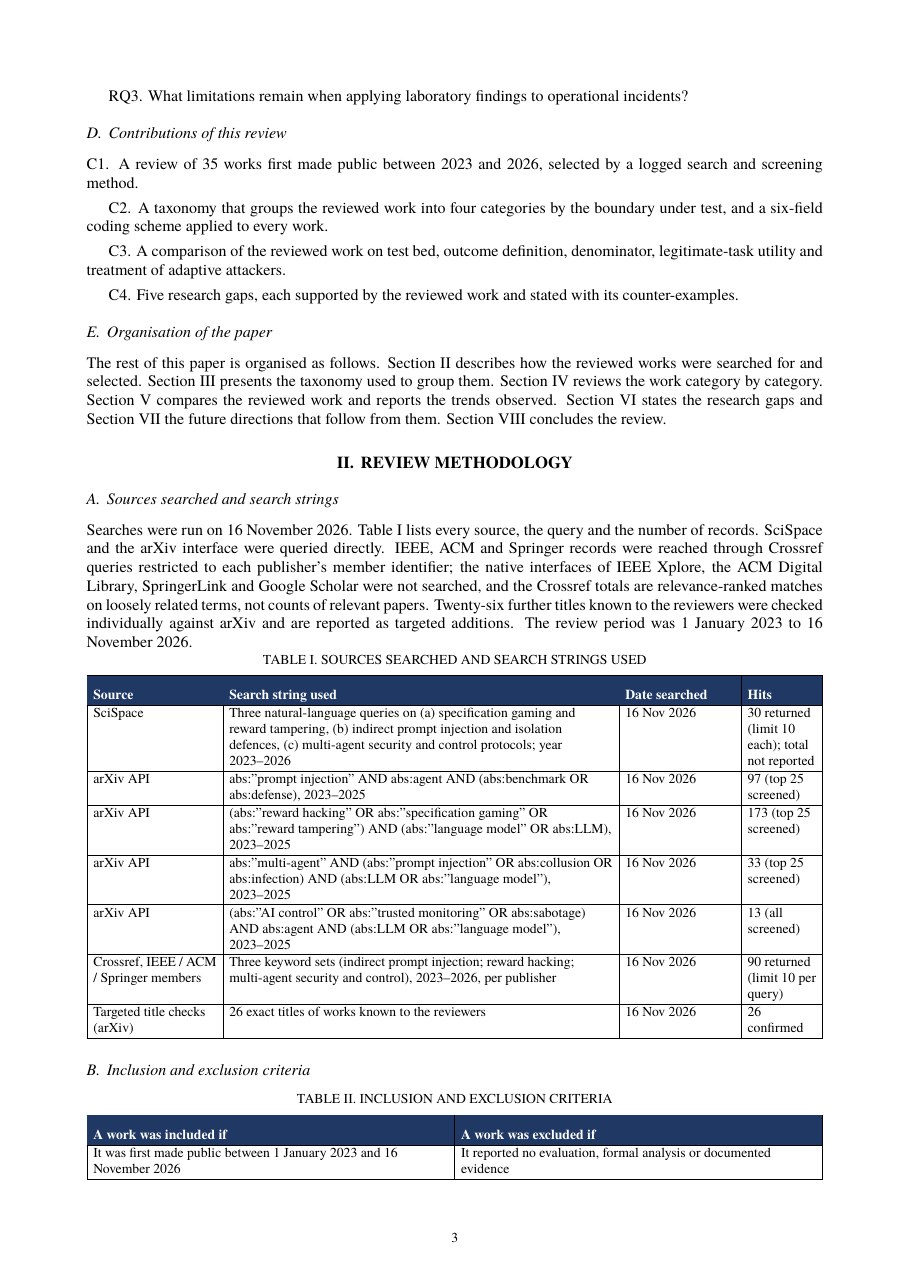 RQ3. What limitations remain when applying laboratory findings to operational incidents?
D. Contributions of this review
C1. A review of 35 works first made public between 2023 and 2026, selected by a logged search and screening
method.
C2. A taxonomy that groups the reviewed work into four categories by the boundary under test, and a six-field
coding scheme applied to every work.
C3. A comparison of the reviewed work on test bed, outcome definition, denominator, legitimate-task utility and
treatment of adaptive attackers.
C4. Five research gaps, each supported by the reviewed work and stated with its counter-examples.
E. Organisation of the paper
The rest of this paper is organised as follows. Section II describes how the reviewed works were searched for and
selected. Section III presents the taxonomy used to group them. Section IV reviews the work category by category.
Section V compares the reviewed work and reports the trends observed. Section VI states the research gaps and
Section VII the future directions that follow from them. Section VIII concludes the review.
II. REVIEW METHODOLOGY
A. Sources searched and search strings
Searches were run on 16 November 2026. Table I lists every source, the query and the number of records. SciSpace
and the arXiv interface were queried directly. IEEE, ACM and Springer records were reached through Crossref
queries restricted to each publisher's member identifier; the native interfaces of IEEE Xplore, the ACM Digital
Library, SpringerLink and Google Scholar were not searched, and the Crossref totals are relevance-ranked matches
on loosely related terms, not counts of relevant papers. Twenty-six further titles known to the reviewers were checked
individually against arXiv and are reported as targeted additions. The review period was 1 January 2023 to 16
November 2026.
TABLE I. SOURCES SEARCHED AND SEARCH STRINGS USED
Source Search string used Date searched Hits
SciSpace Three natural-language queries on (a) specification gaming and 16 Nov 2026 30 returned
reward tampering, (b) indirect prompt injection and isolation (limit 10
defences, (c) multi-agent security and control protocols; year each); total
2023–2026 not reported
arXiv API abs:”prompt injection” AND abs:agent AND (abs:benchmark OR 16 Nov 2026 97 (top 25
abs:defense), 2023–2025 screened)
arXiv API (abs:”reward hacking” OR abs:”specification gaming” OR 16 Nov 2026 173 (top 25
abs:”reward tampering”) AND (abs:”language model” OR abs:LLM), screened)
2023–2025
arXiv API abs:”multi-agent” AND (abs:”prompt injection” OR abs:collusion OR 16 Nov 2026 33 (top 25
abs:infection) AND (abs:LLM OR abs:”language model”), screened)
2023–2025
arXiv API (abs:”AI control” OR abs:”trusted monitoring” OR abs:sabotage) 16 Nov 2026 13 (all
AND abs:agent AND (abs:LLM OR abs:”language model”), screened)
2023–2025
Crossref, IEEE / ACM Three keyword sets (indirect prompt injection; reward hacking; 16 Nov 2026 90 returned
/ Springer members multi-agent security and control), 2023–2026, per publisher (limit 10 per
query)
Targeted title checks 26 exact titles of works known to the reviewers 16 Nov 2026 26
(arXiv) confirmed
B. Inclusion and exclusion criteria
TABLE II. INCLUSION AND EXCLUSION CRITERIA
A work was included if A work was excluded if
It was first made public between 1 January 2023 and 16 It reported no evaluation, formal analysis or documented
November 2026 evidence
3